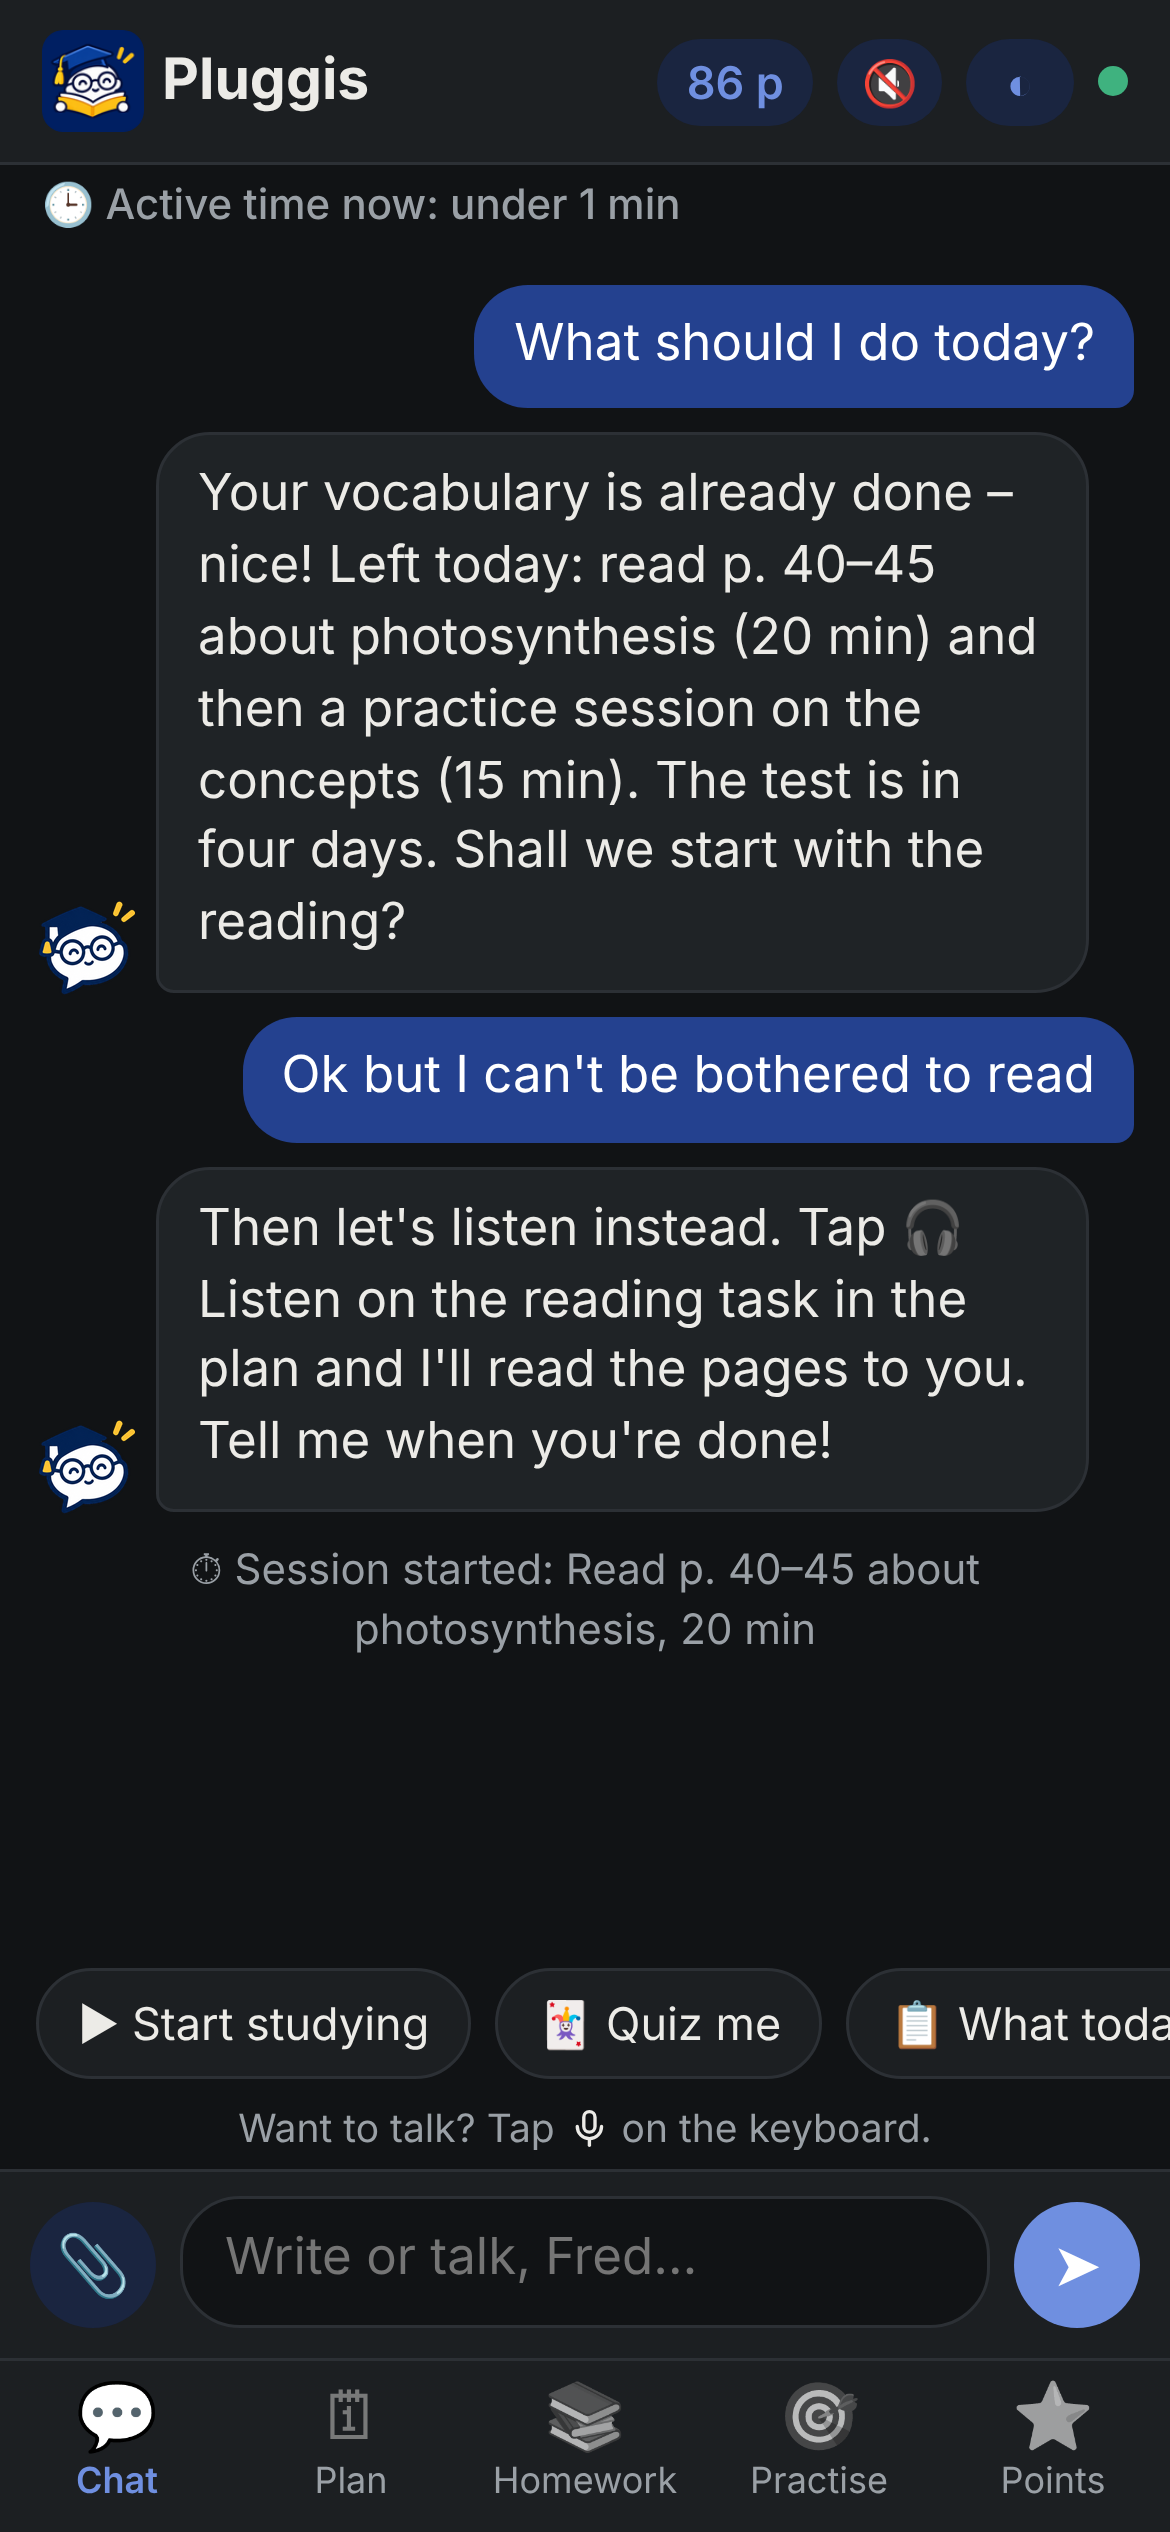 Pluggis
86 p
Active time now: under 1 min
What should I do today?
Your vocabulary is already done –
nice! Left today: read p. 40–45
about photosynthesis (20 min) and
then a practice session on the
concepts (15 min). The test is in
four days. Shall we start with the
reading?
Ok but I can't be bothered to read
Then let's listen instead. Tap 🎧
Listen on the reading task in the
plan and I'll read the pages to you.
Tell me when you're done!
⏱ Session started: Read p. 40–45 about
photosynthesis, 20 min
▶ Start studying
🃏 Quiz me
📋 What toda
Want to talk? Tap 🎙 on the keyboard.
Write or talk, Fred...
Chat
Plan
Homework
Practise
Points